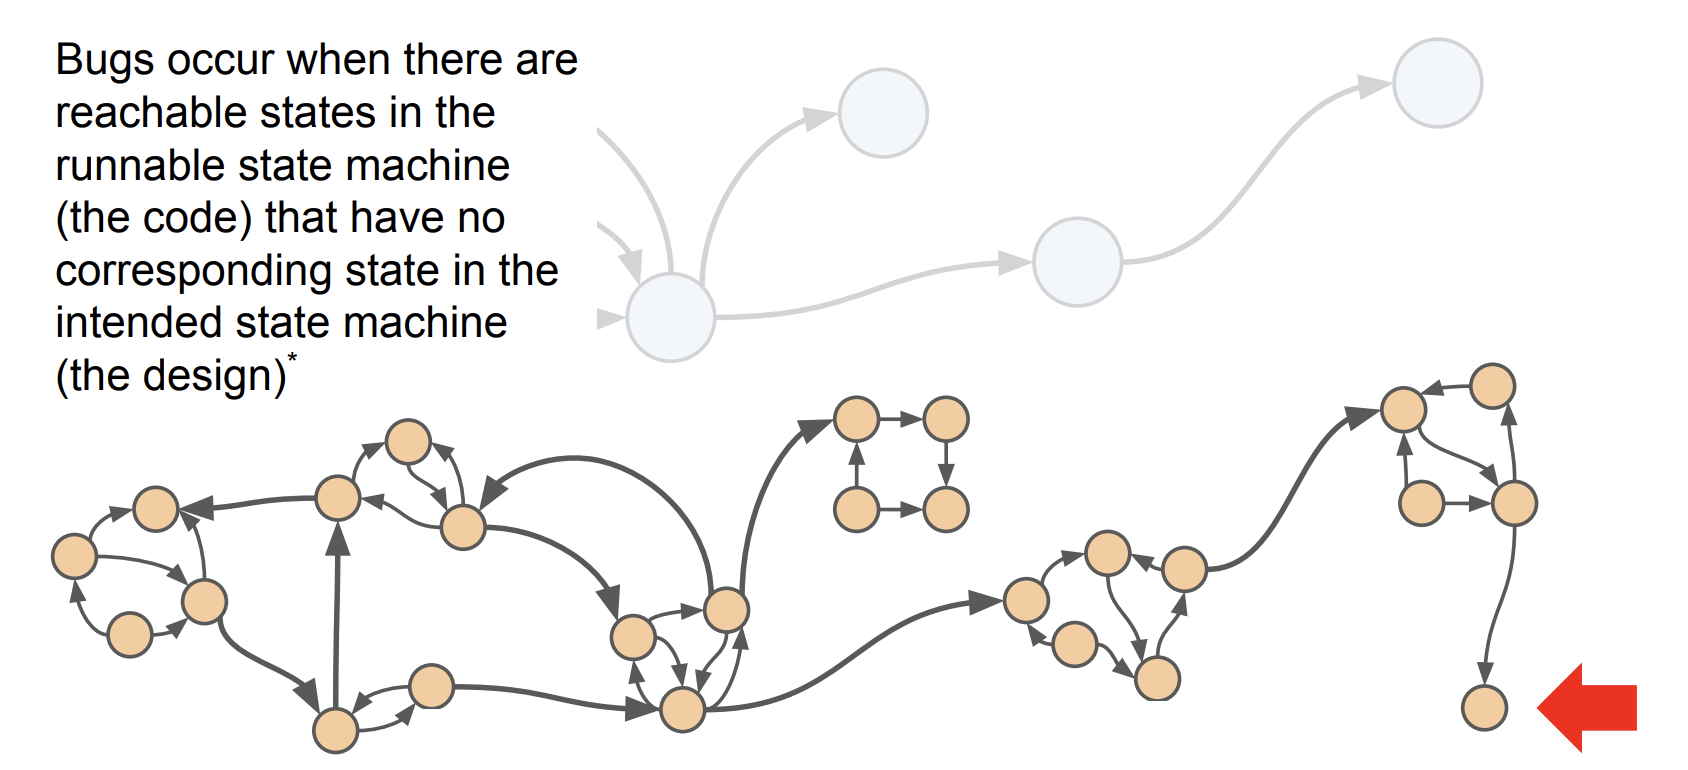 Bugs occur when there are
reachable states in the
runnable state machine
(the code) that have no
corresponding state in the
intended state machine
(the design)*